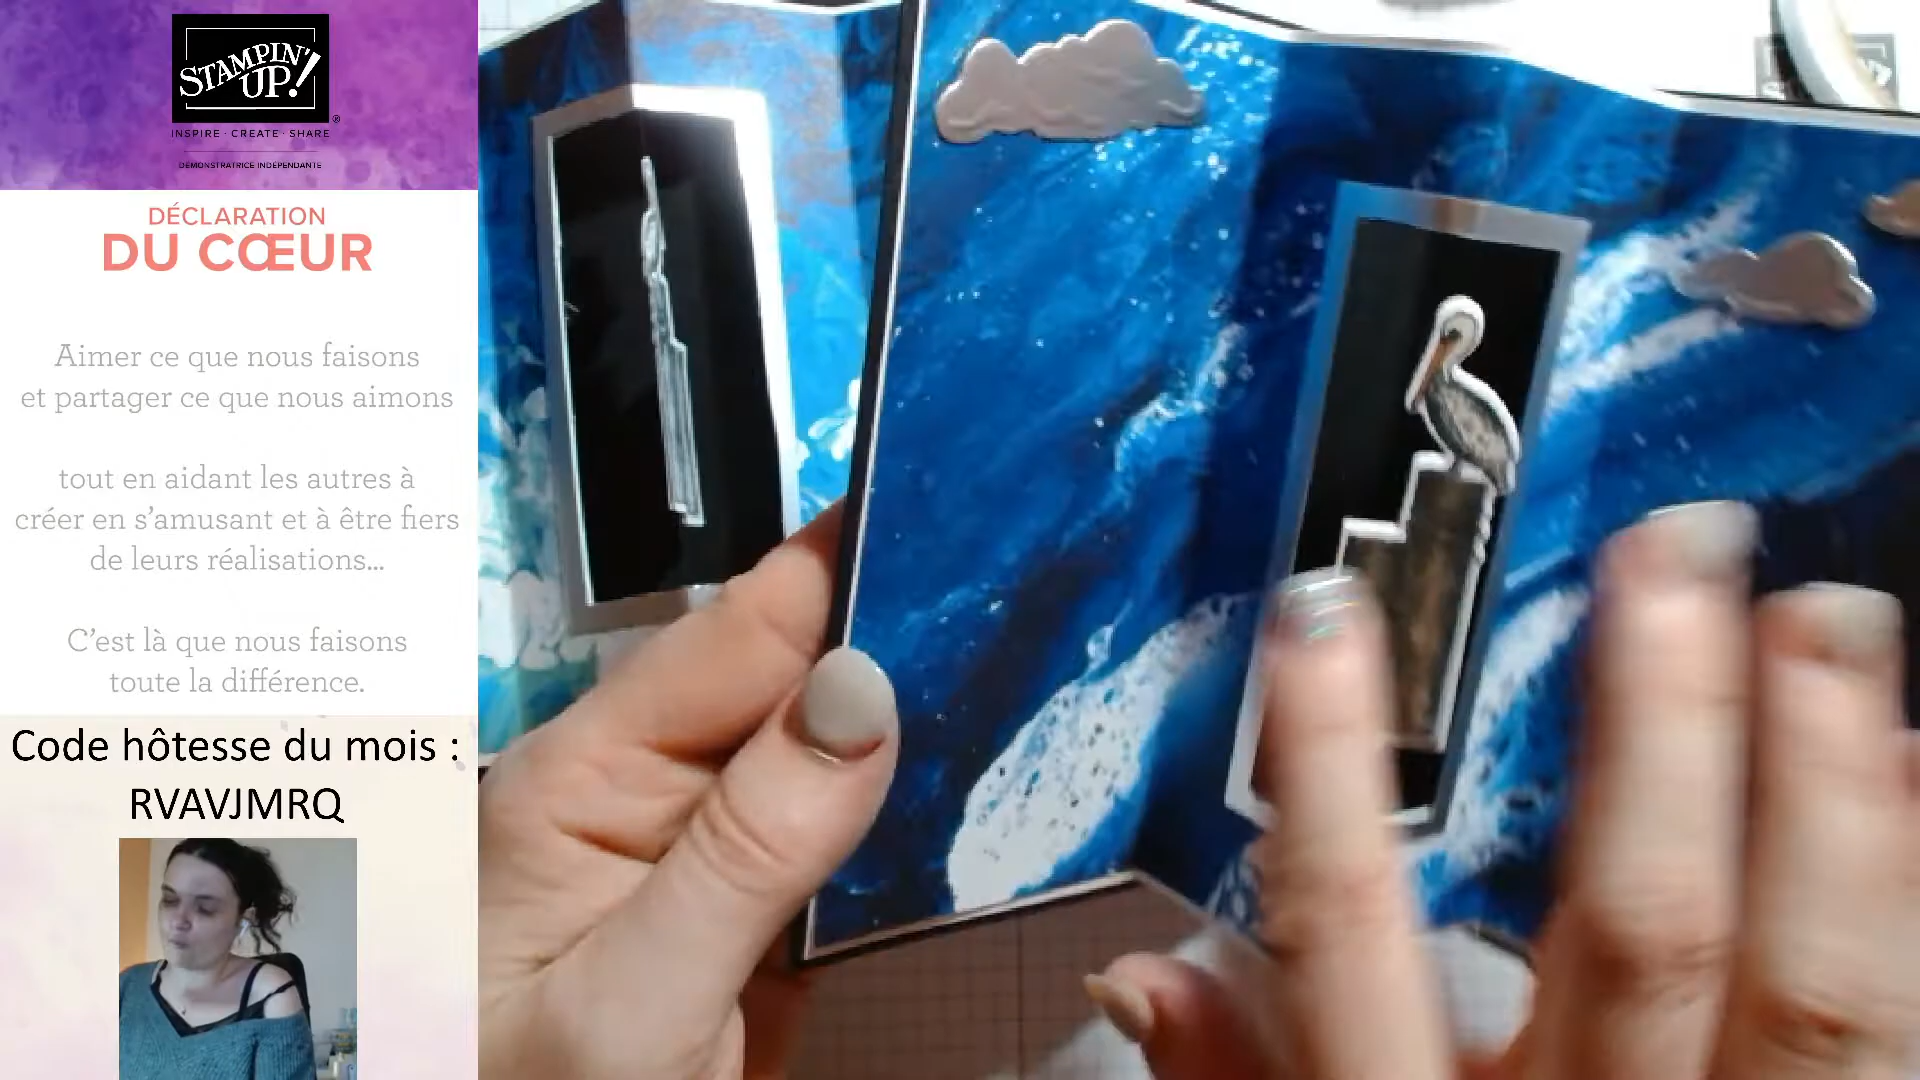 STAMPIN' UP!®
INSPIRE · CREATE · SHARE
DÉMONSTRATRICE INDÉPENDANTE
DÉCLARATION
DU CŒUR
Aimer ce que nous faisons
et partager ce que nous aimons
tout en aidant les autres à
créer en s’amusant et à être fiers
de leurs réalisations...
C’est là que nous faisons
toute la différence.
Code hôtesse du mois :
RVAVJMRQ